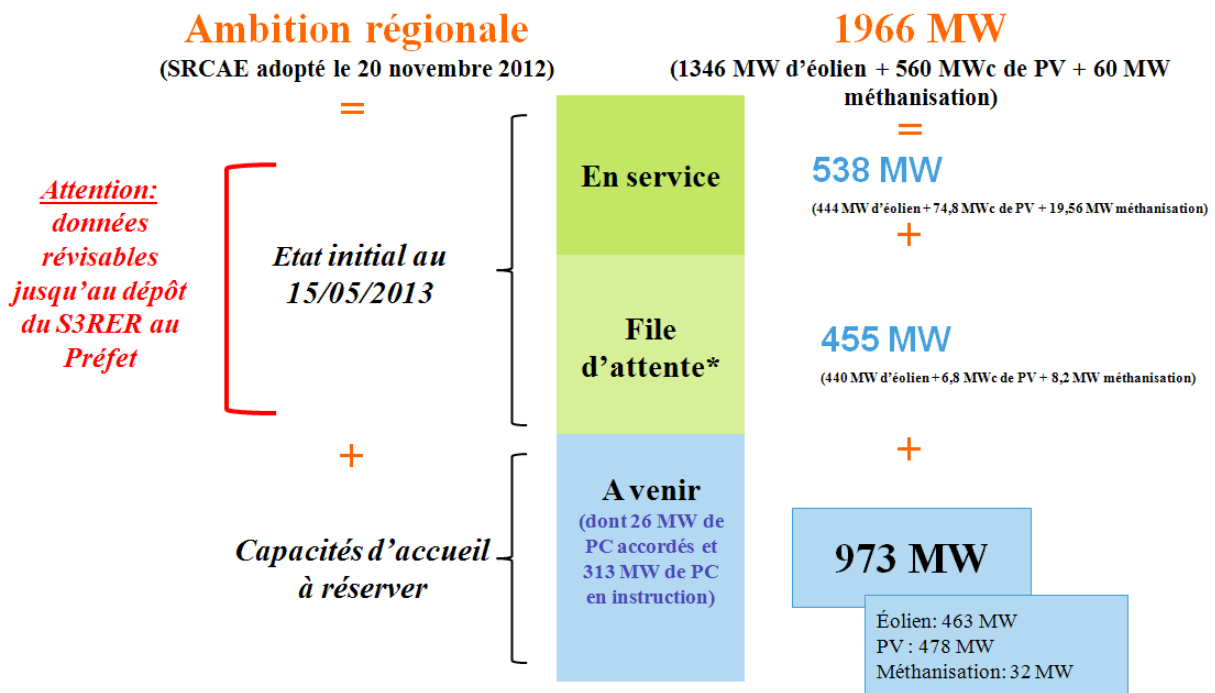 Ambition régionale
(SRCAE adopté le 20 novembre 2012)
1966 MW
(1346 MW d’éolien + 560 MWc de PV + 60 MW
méthanisation)
=
=
Attention:
données
révisables
jusqu’au dépôt
du S3RER au
Préfet
Etat initial au
15/05/2013
En service
538 MW
(444 MW d’éolien + 74,8 MWc de PV + 19,56 MW méthanisation)
+
File
d’attente*
455 MW
(440 MW d’éolien + 6,8 MWc de PV + 8,2 MW méthanisation)
+
+
Capacités d’accueil
à réserver
A venir
(dont 26 MW de
PC accordés et
313 MW de PC
en instruction)
973 MW
Éolien: 463 MW
PV : 478 MW
Méthanisation: 32 MW